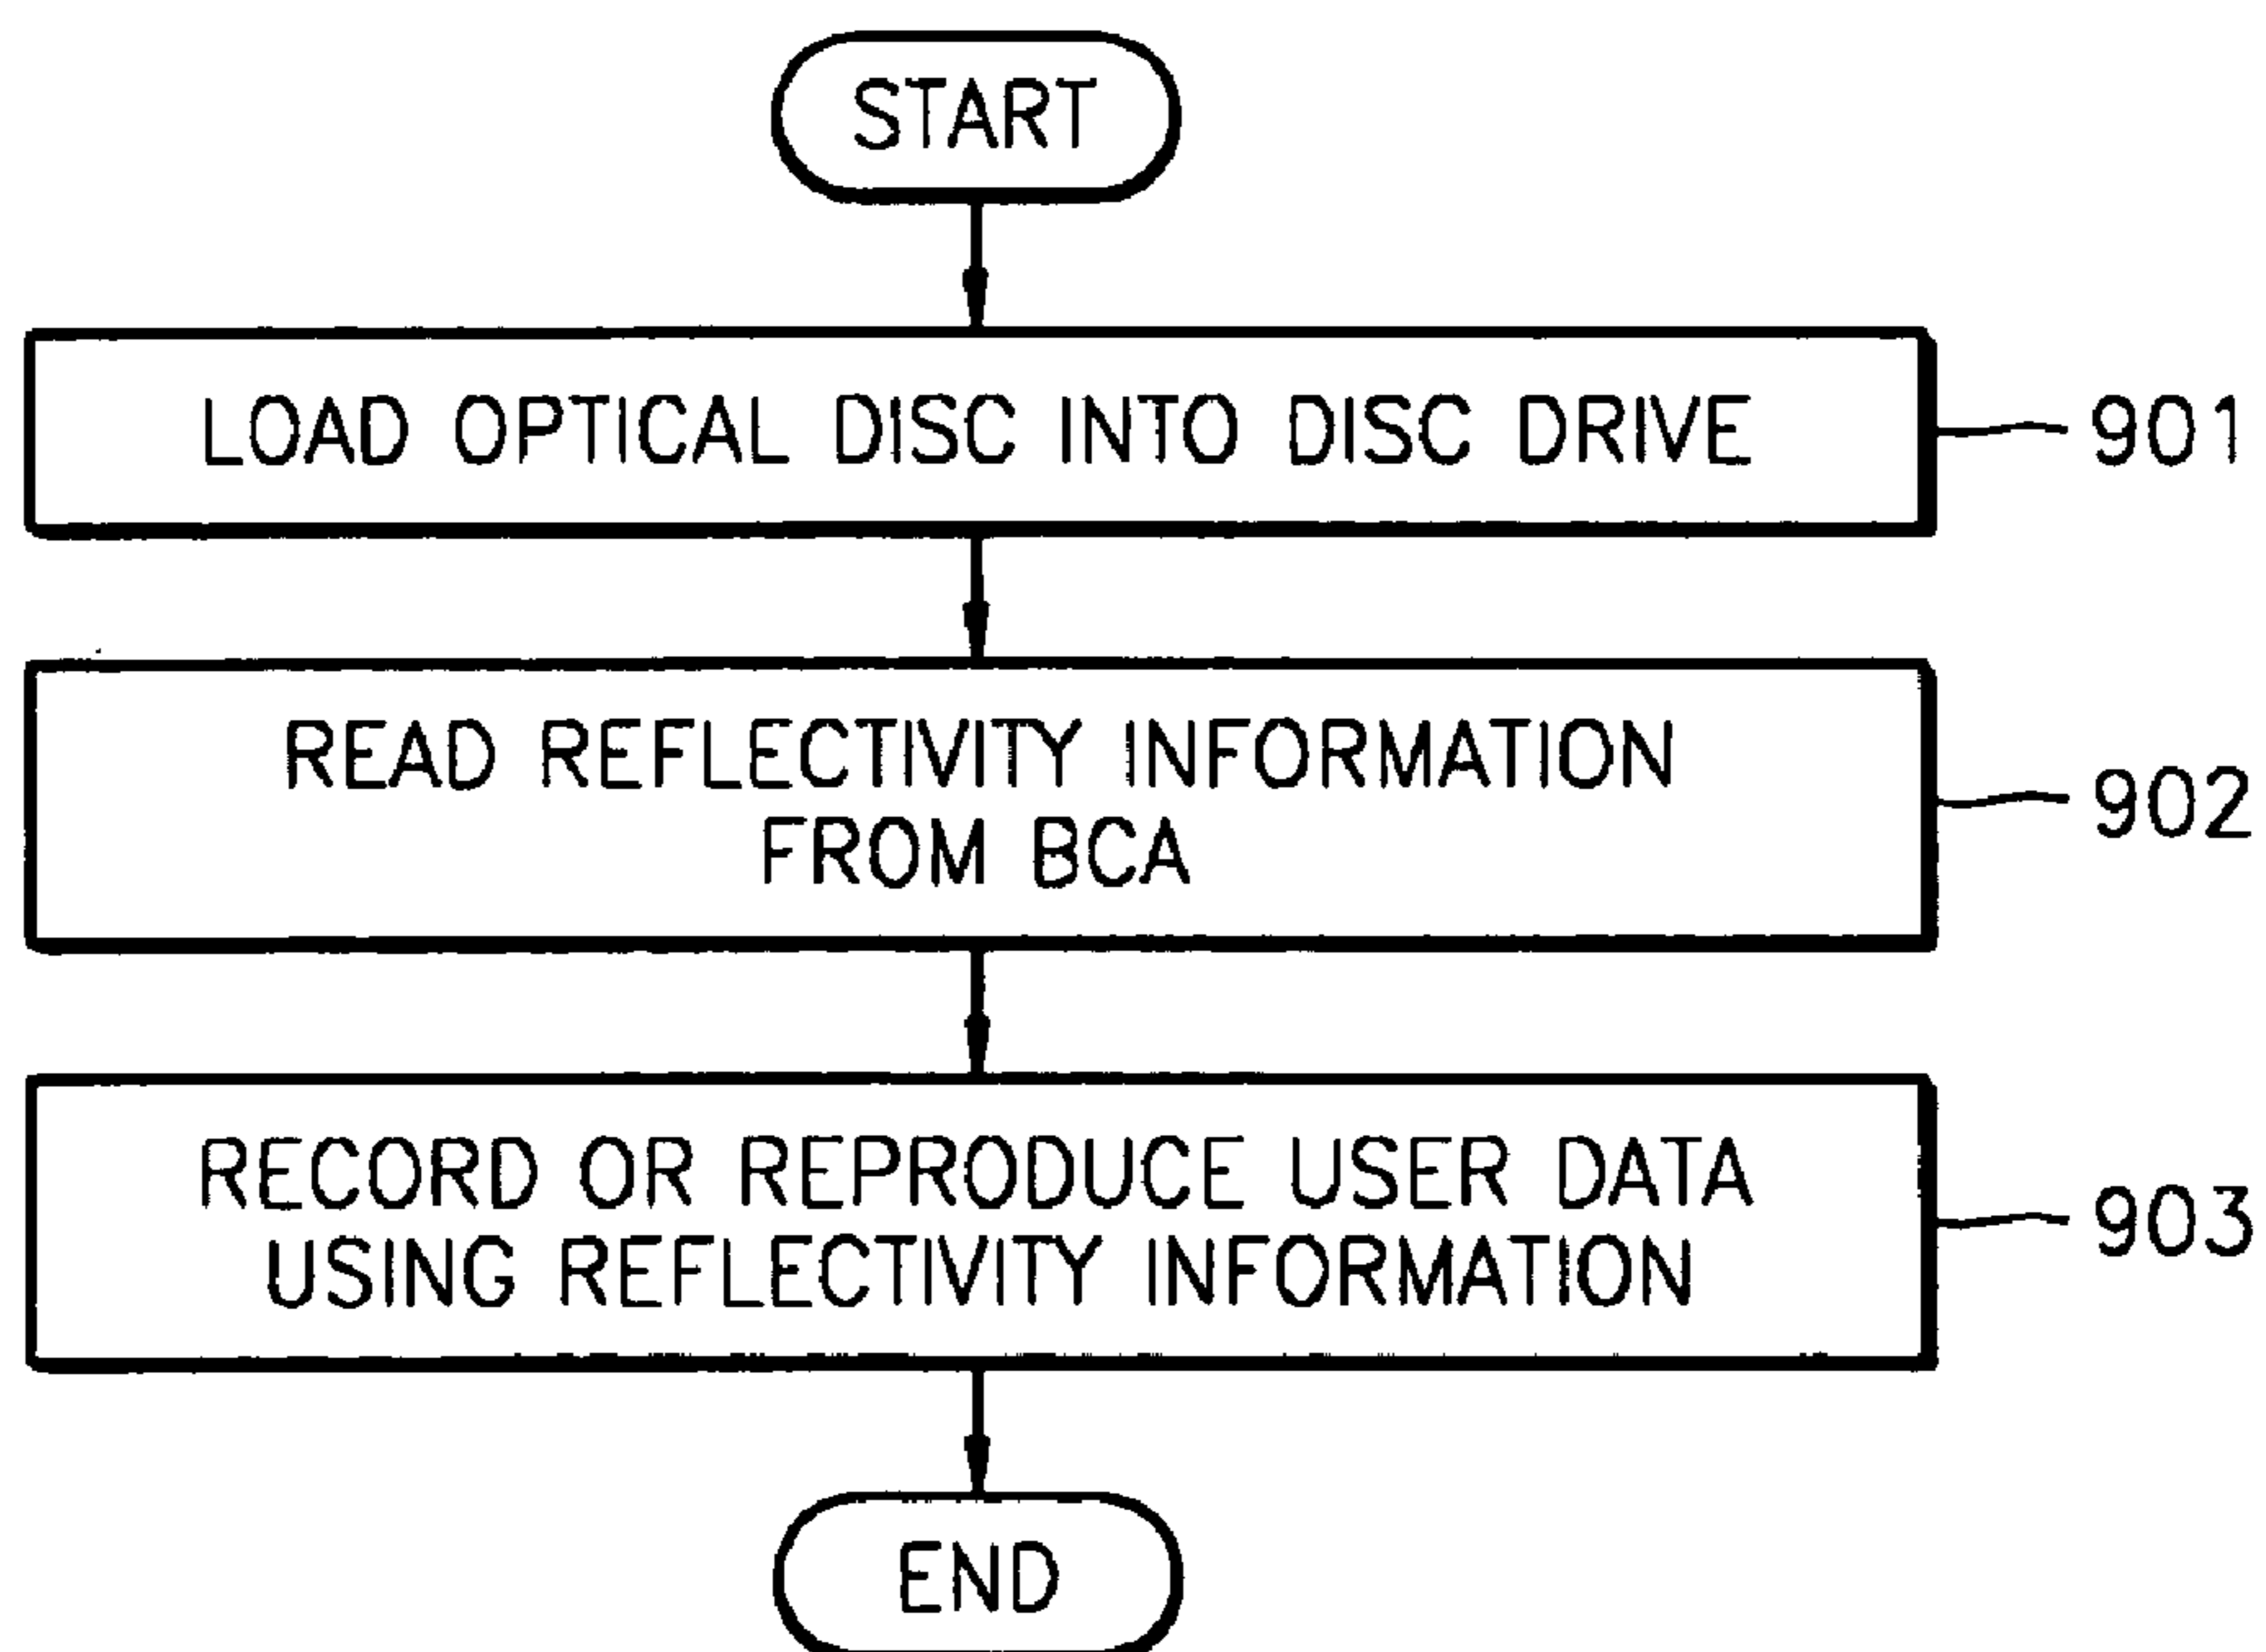 START
LOAD OPTICAL DISC INTO DISC DRIVE
901
READ REFLECTIVITY INFORMATION
FROM BCA
902
RECORD OR REPRODUCE USER DATA
USING REFLECTIVITY INFORMATION
903
END